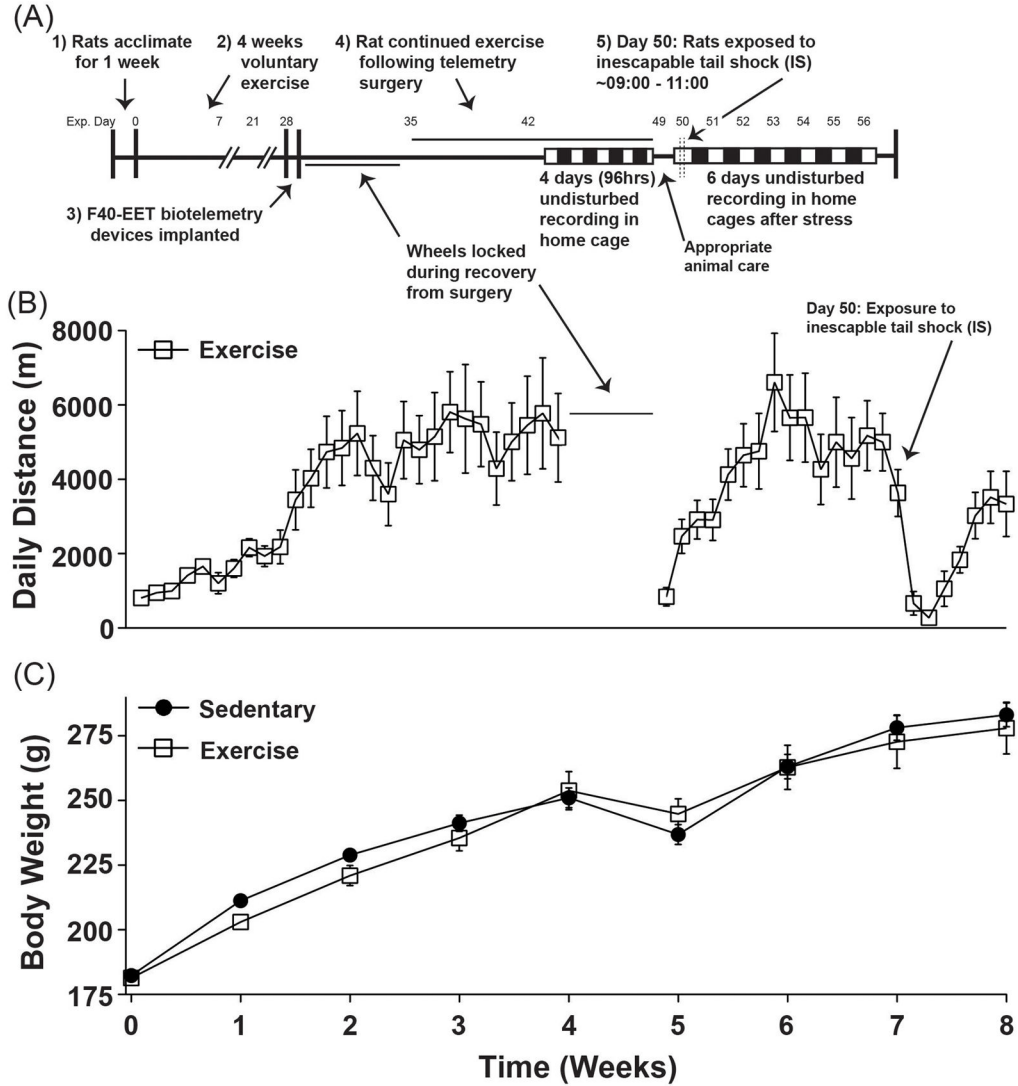 (A)
1) Rats acclimate
for 1 week
2) 4 weeks
voluntary
exercise
4) Rat continued exercise
following telemetry
surgery
5) Day 50: Rats exposed to
inescapable tail shock (IS)
~09:00 - 11:00
Exp. Day 0 7 21 28 35 42 49 50 51 52 53 54 55 56
3) F40-EET biotelemetry
devices implanted
4 days (96hrs)
undisturbed
recording in
home cage
6 days undisturbed
recording in home
cages after stress
Wheels locked
during recovery
from surgery
Appropriate
animal care
(B)
Day 50: Exposure to
inescapble tail shock (IS)
Exercise
Daily Distance (m)
8000
6000
4000
2000
0
(C)
Sedentary
Exercise
Body Weight (g)
275
250
225
200
175
0 1 2 3 4 5 6 7 8
Time (Weeks)